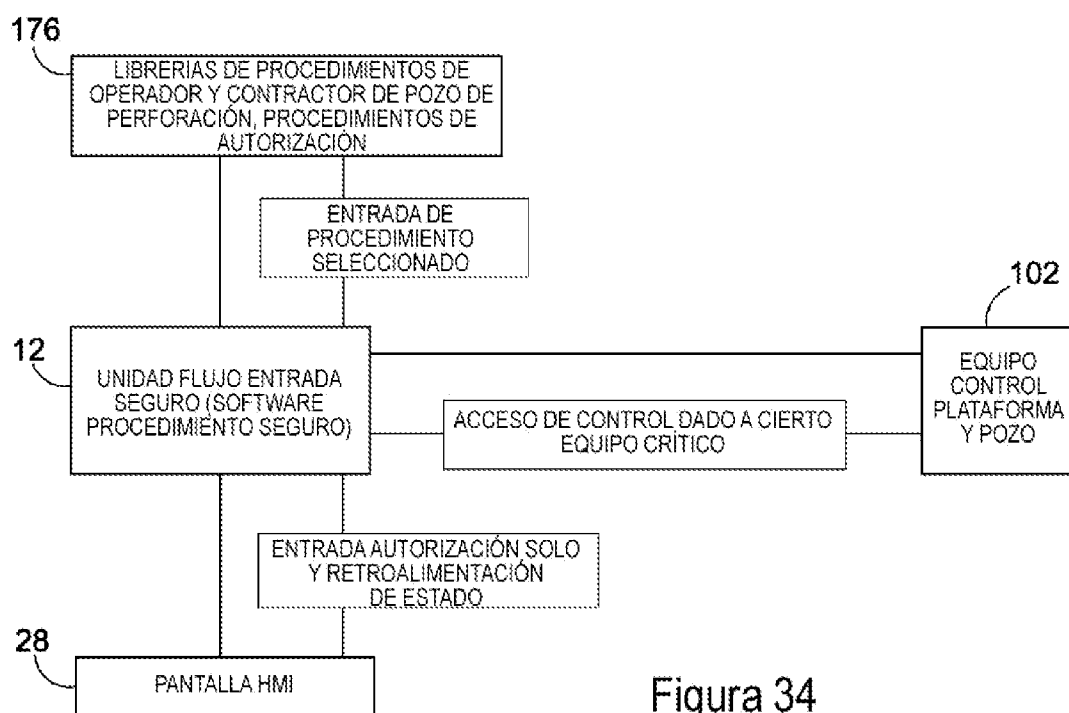 176
LIBRERIAS DE PROCEDIMIENTOS DE
OPERADOR Y CONTRACTOR DE POZO DE
PERFORACIÓN, PROCEDIMIENTOS DE
AUTORIZACIÓN
ENTRADA DE
PROCEDIMIENTO
SELECCIONADO
102
12
UNIDAD FLUJO ENTRADA
SEGURO (SOFTWARE
PROCEDIMIENTO SEGURO)
EQUIPO
CONTROL
PLATAFORMA
Y POZO
ACCESO DE CONTROL DADO A CIERTO
EQUIPO CRÍTICO
ENTRADA AUTORIZACIÓN SOLO
Y RETROALIMENTACIÓN
DE ESTADO
28
PANTALLA HMI
Figura 34